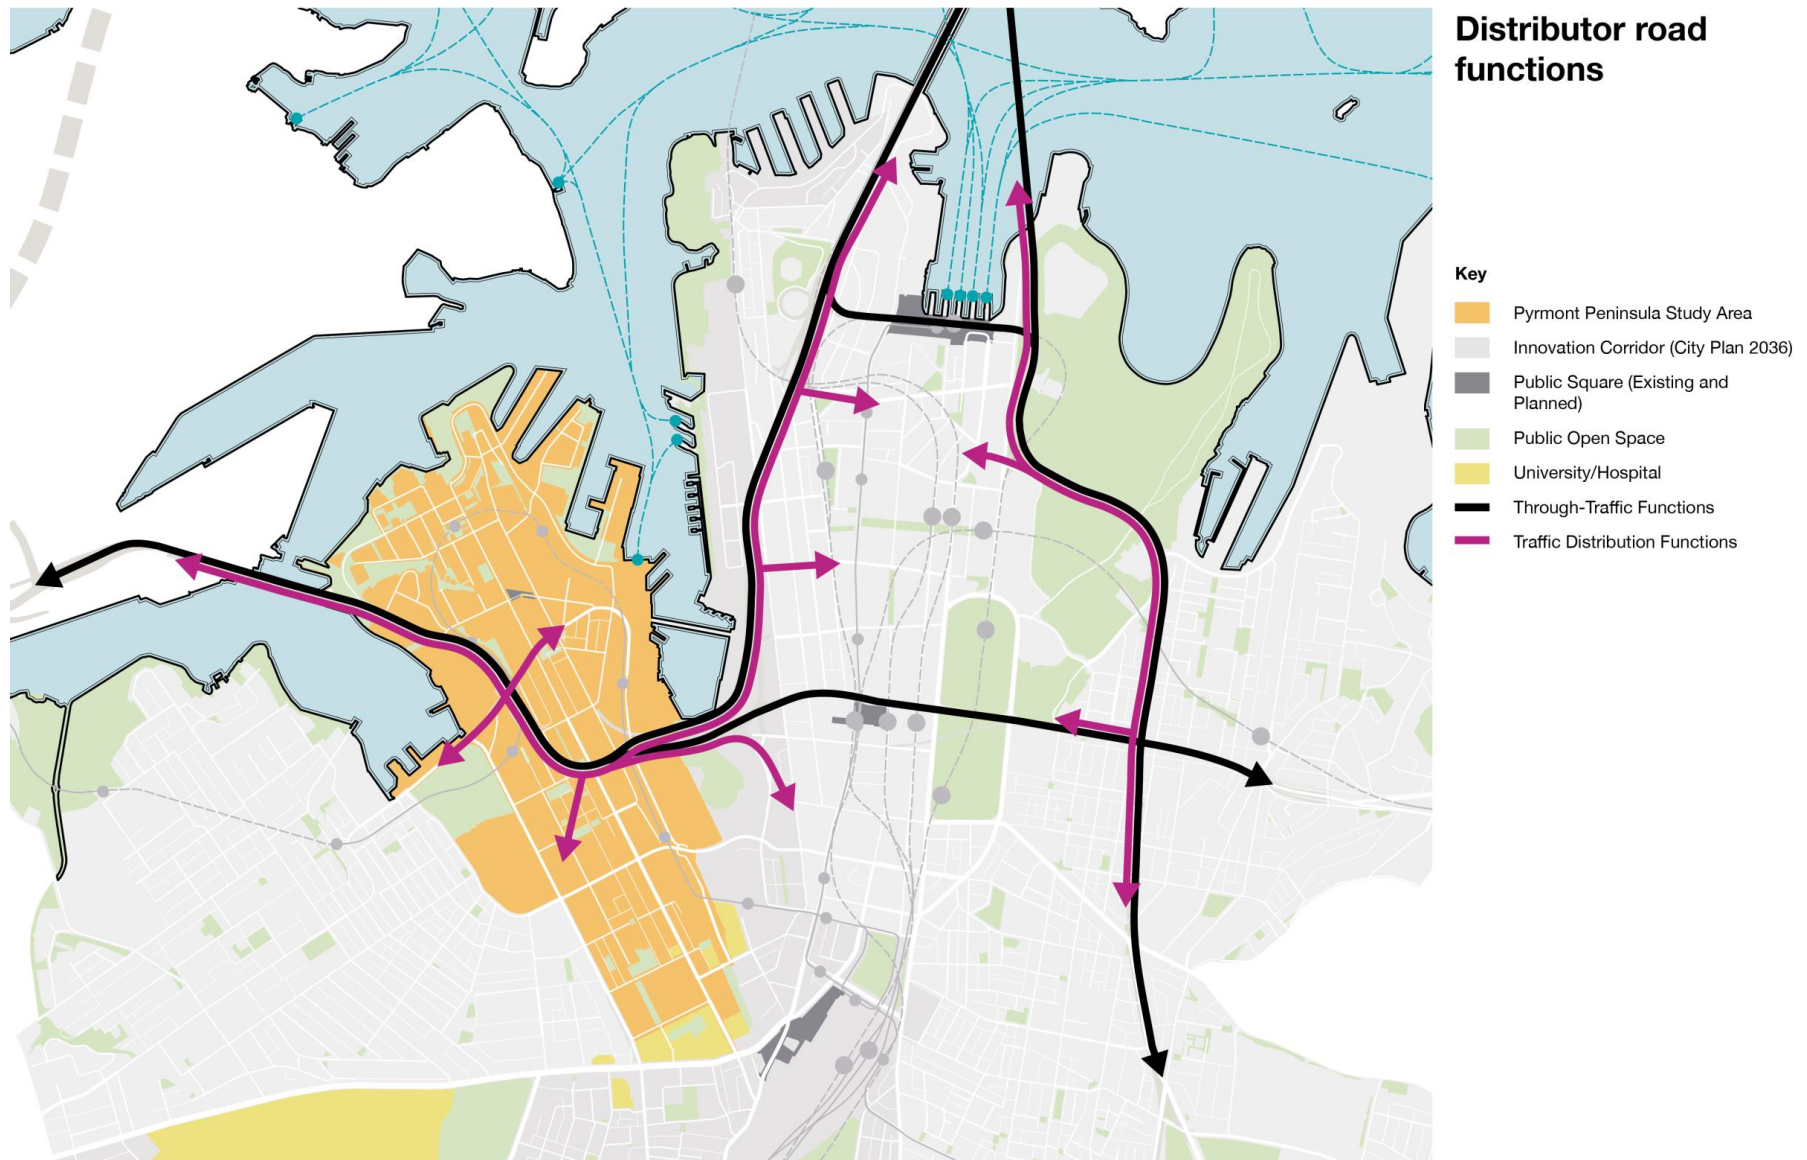 Distributor road
functions
Key
Pyrmont Peninsula Study Area
Innovation Corridor (City Plan 2036)
Public Square (Existing and
Planned)
Public Open Space
University/Hospital
Through-Traffic Functions
Traffic Distribution Functions